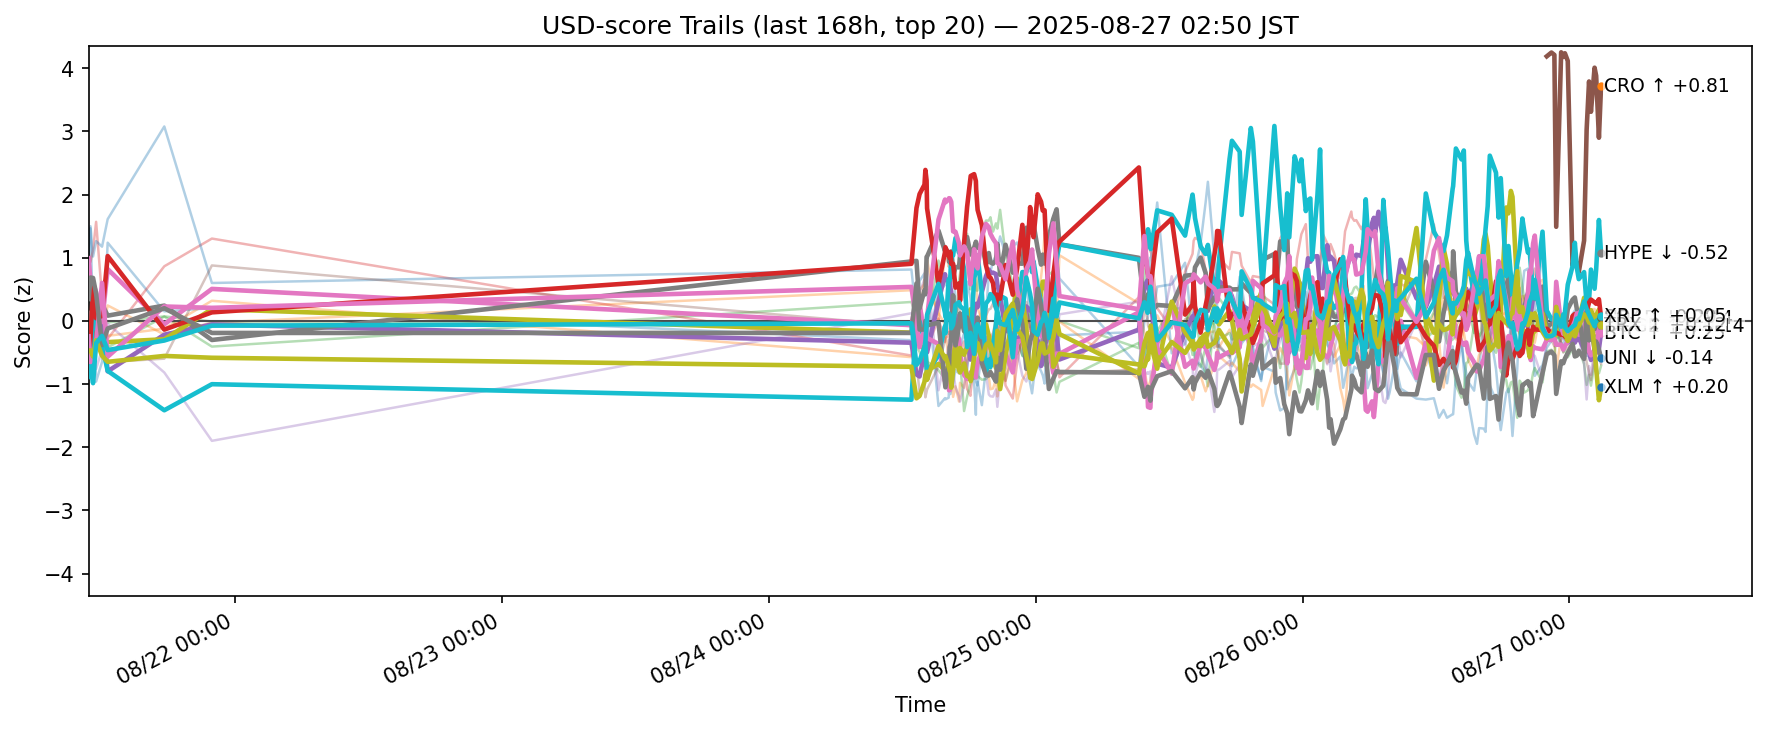 USD-score Trails (last 168h, top 20) — 2025-08-27 02:50 JST
Score (z)
4
3
2
1
0
−1
−2
−3
−4
CRO ↑ +0.81
HYPE ↓ -0.52
XRP ↑ +0.05
UNI ↓ -0.14
XLM ↑ +0.20
08/22 00:00
08/23 00:00
08/24 00:00
08/25 00:00
08/26 00:00
08/27 00:00
Time